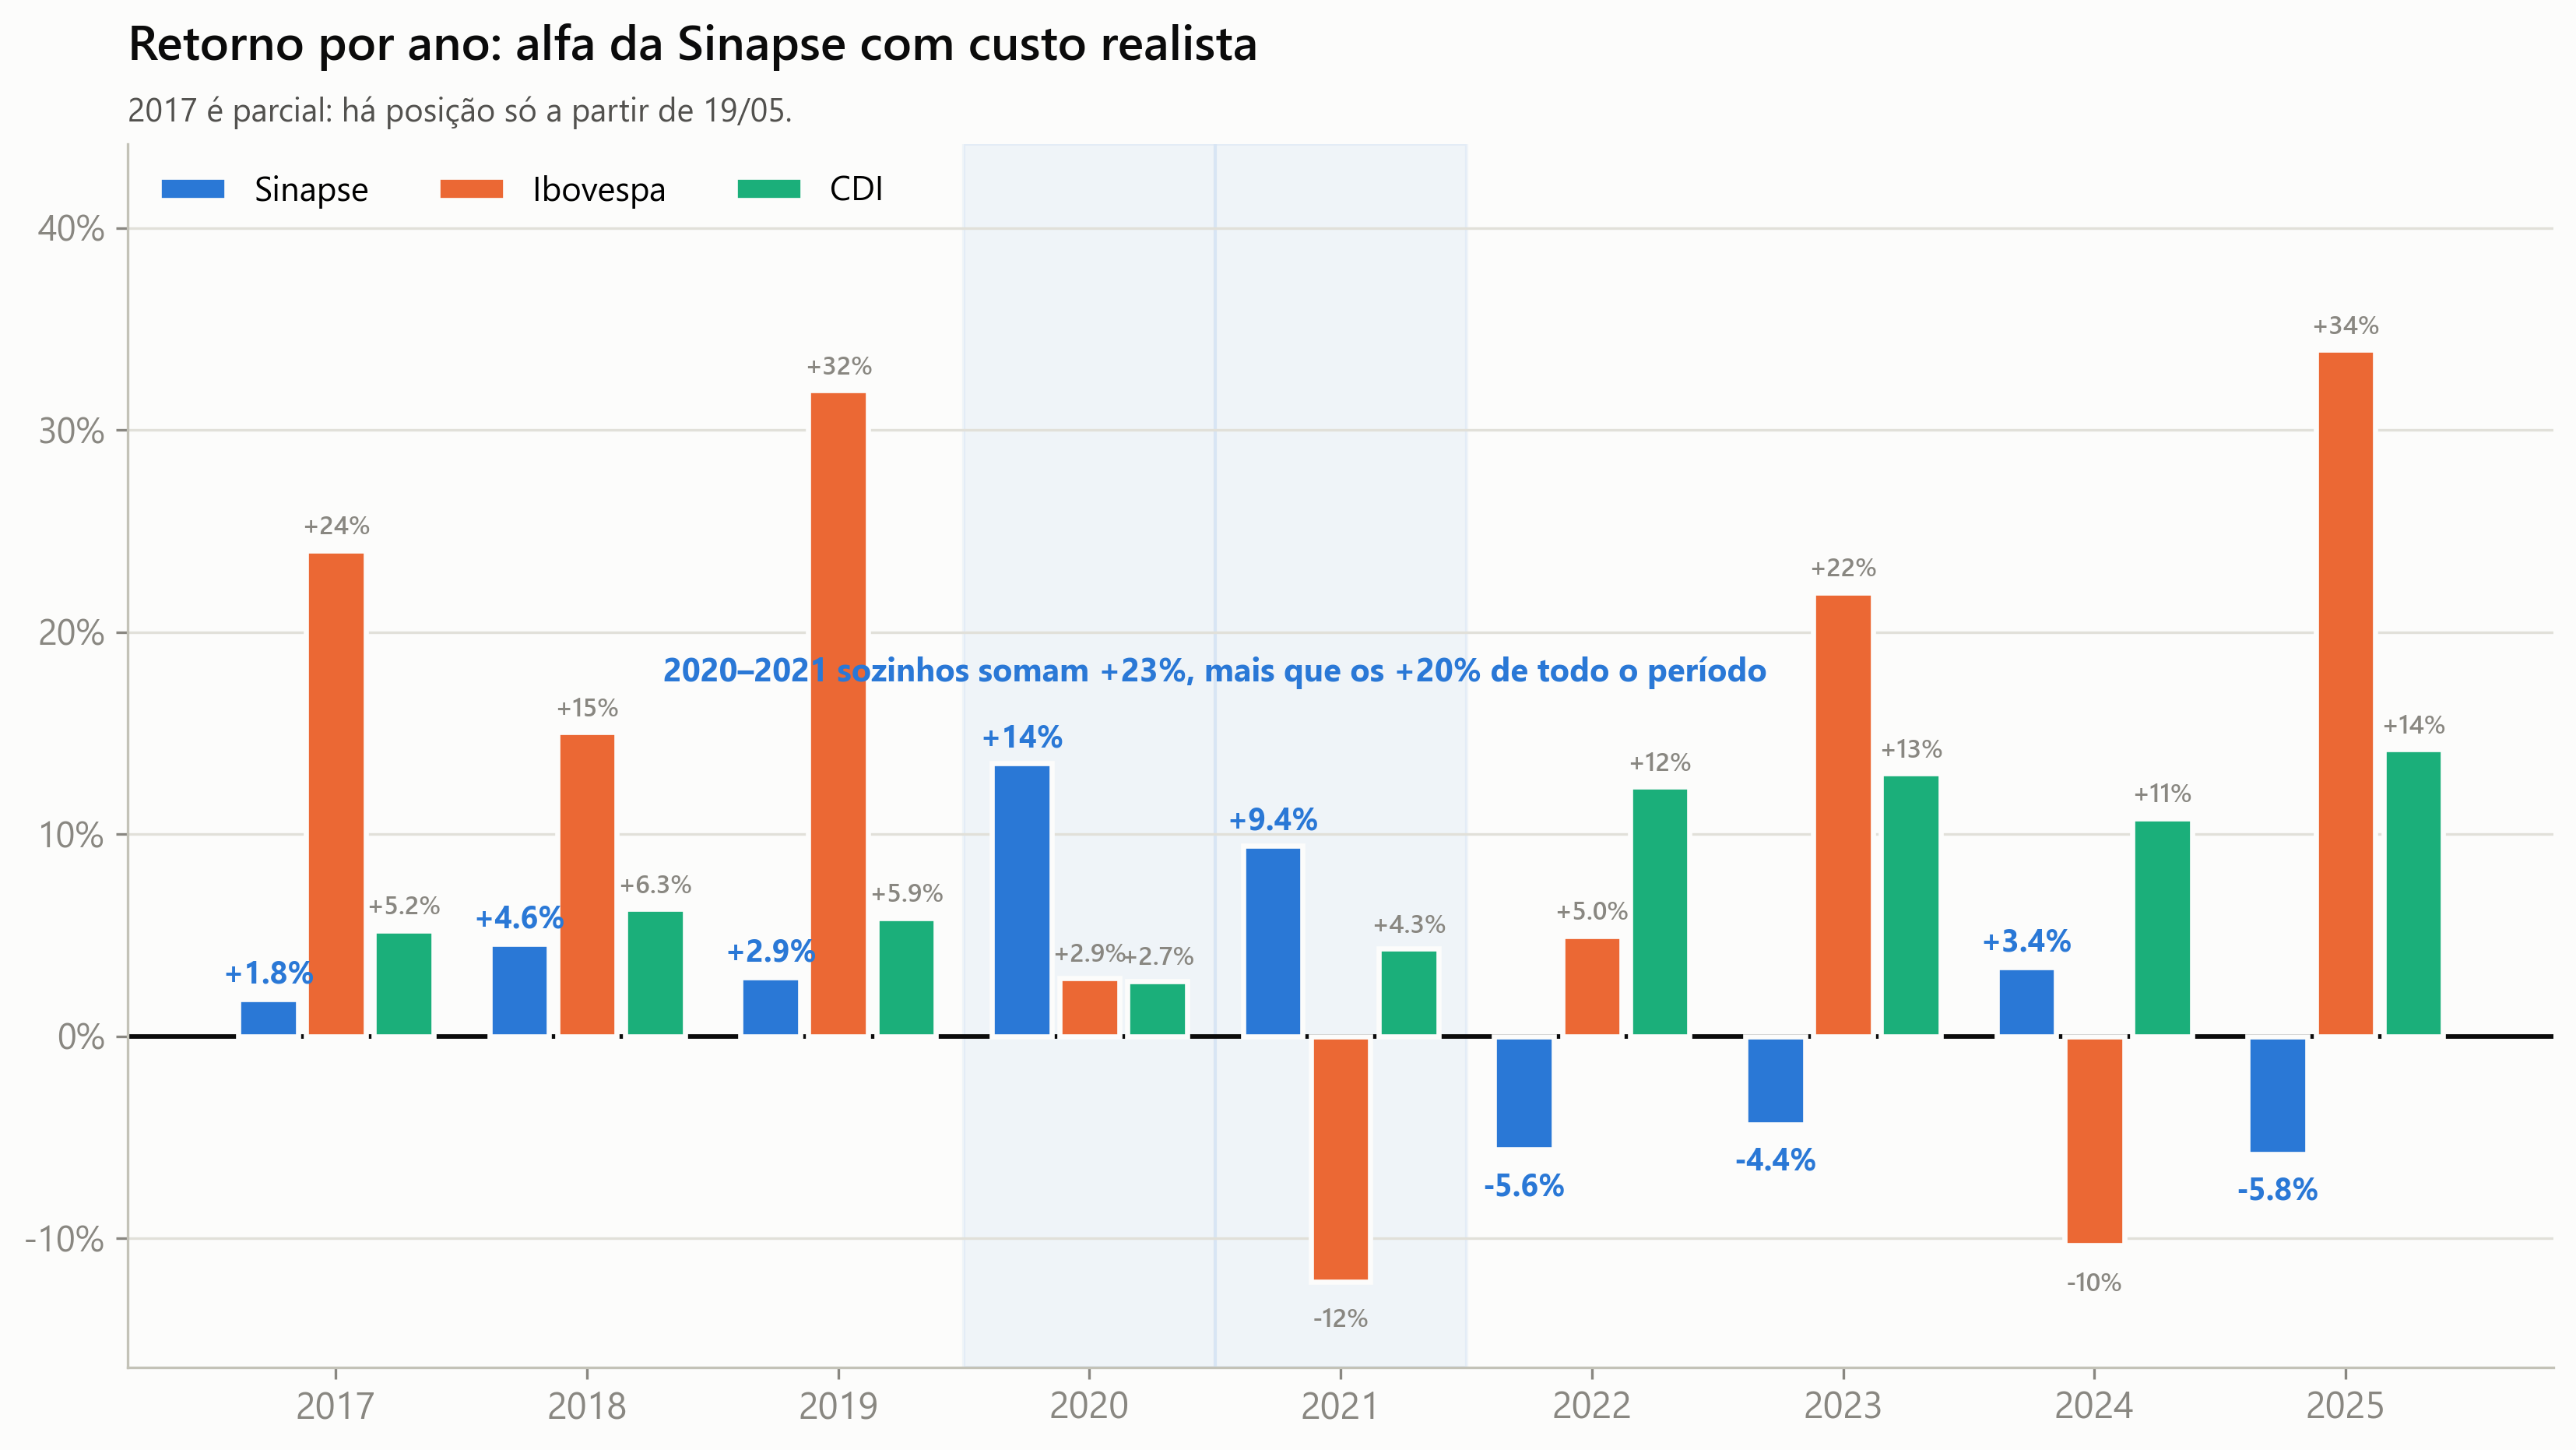 Retorno por ano: alfa da Sinapse com custo realista
2017 é parcial: há posição só a partir de 19/05.
Sinapse Ibovespa CDI
40%
30%
20%
10%
0%
-10%
2020–2021 sozinhos somam +23%, mais que os +20% de todo o período
+1.8% +24% +5.2%
+4.6% +15% +6.3%
+2.9% +32% +5.9%
+14% +2.9% +2.7%
+9.4% -12% +4.3%
-5.6% +5.0% +12%
-4.4% +22% +13%
+3.4% -10% +11%
-5.8% +34% +14%
2017 2018 2019 2020 2021 2022 2023 2024 2025